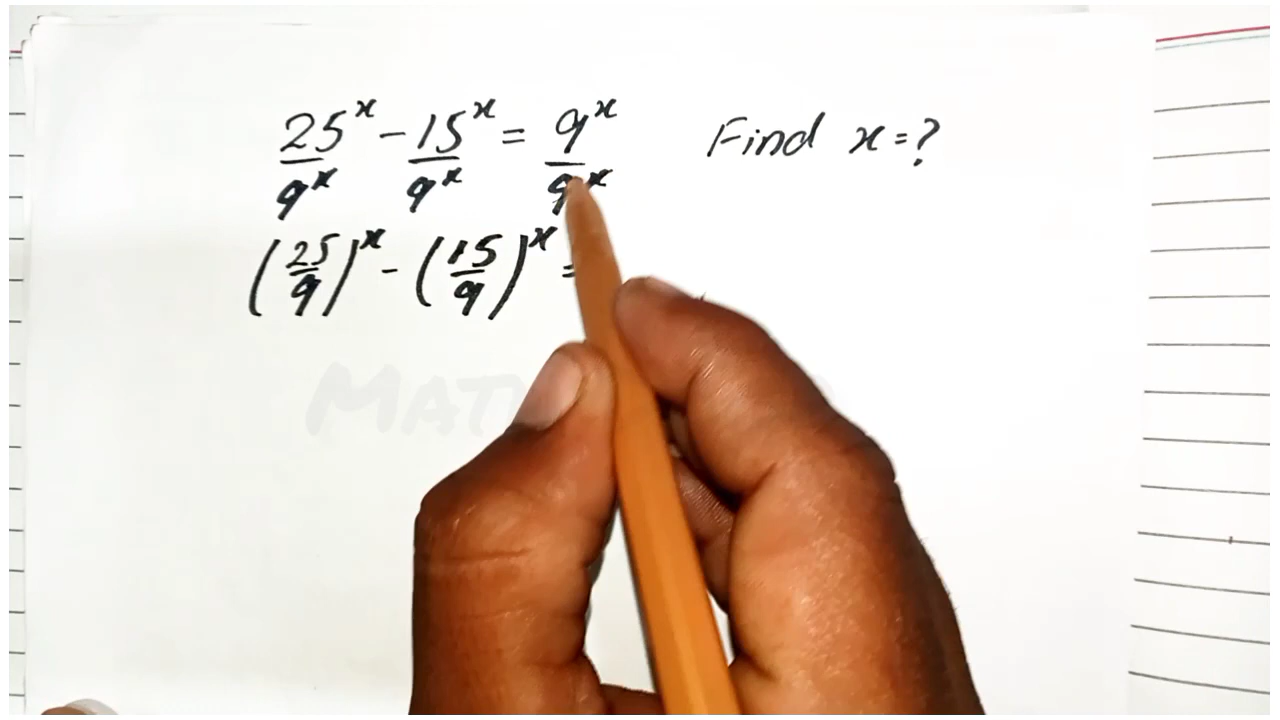 25^x - 15^x = 9^x Find x=?
9^x 9^x 9^x
(25/9)^x - (15/9)^x =